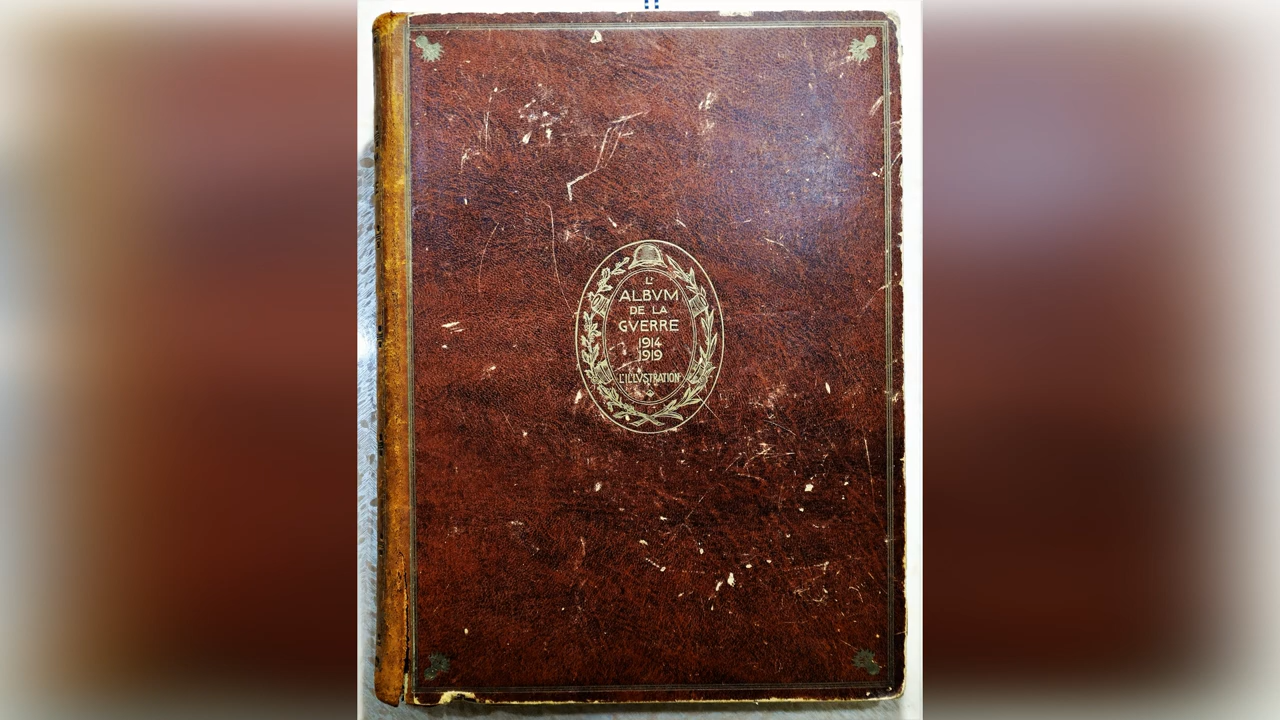 L'
ALBVM
DE LA
GVERRE
1914
1919
L'ILLVSTRATION